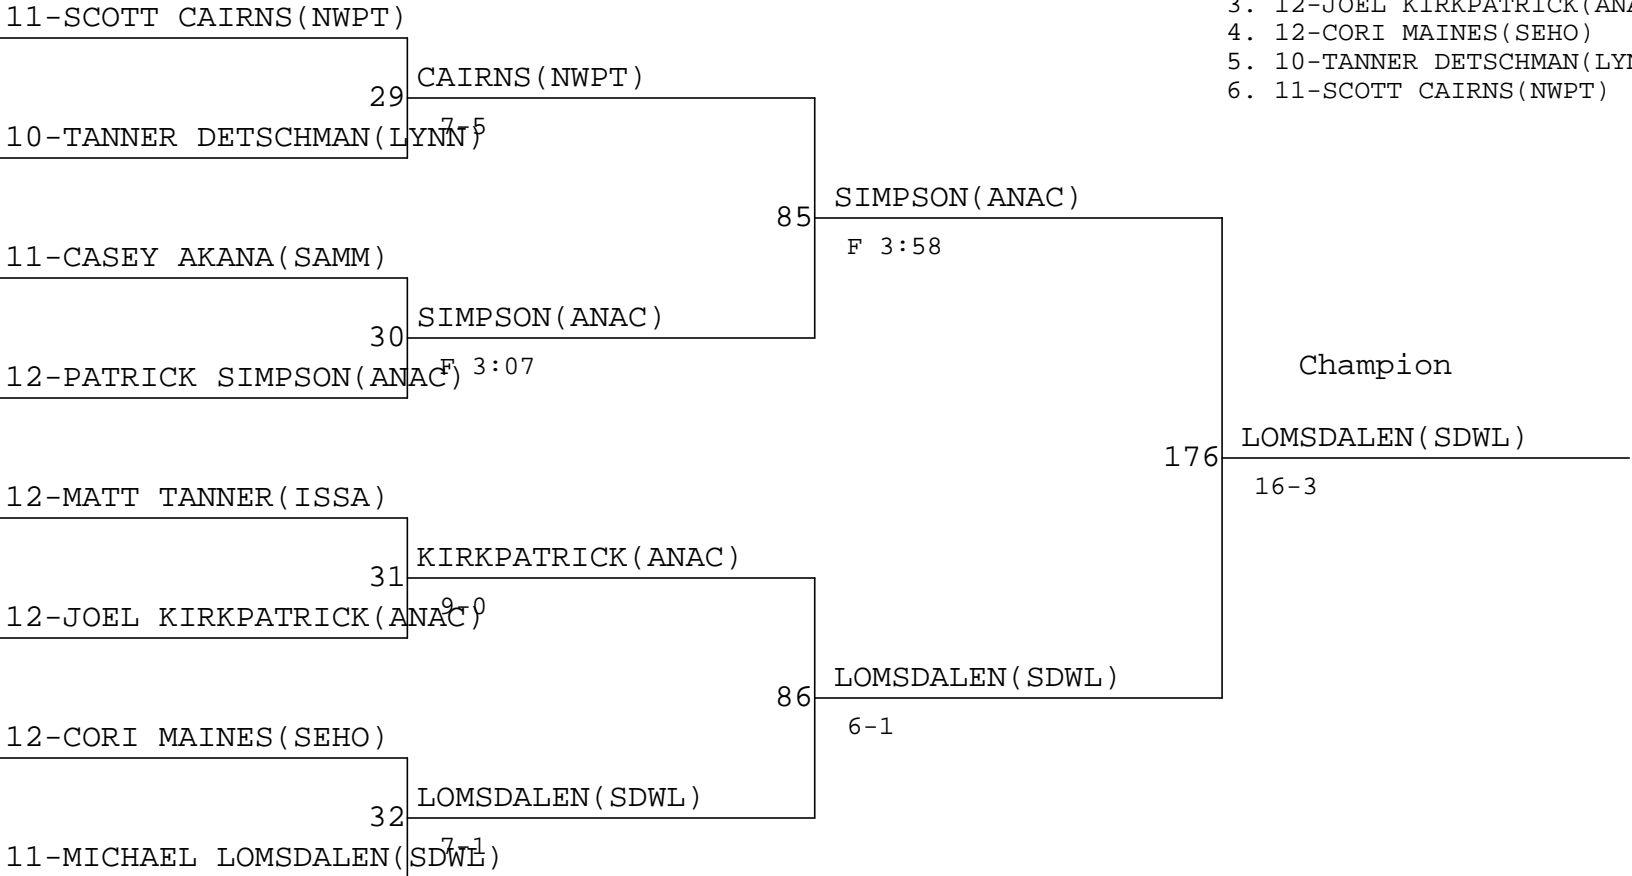 11-SCOTT CAIRNS(NWPT)
3. 12-JOEL KIRKPATRICK(ANA
4. 12-CORI MAINES(SEHO)
5. 10-TANNER DETSCHMAN(LYN
6. 11-SCOTT CAIRNS(NWPT)
CAIRNS(NWPT)
29
7-5
10-TANNER DETSCHMAN(LYNN)
SIMPSON(ANAC)
85
F 3:58
11-CASEY AKANA(SAMM)
SIMPSON(ANAC)
30
F 3:07
12-PATRICK SIMPSON(ANAC)
Champion
LOMSDALEN(SDWL)
176
16-3
12-MATT TANNER(ISSA)
KIRKPATRICK(ANAC)
31
9-0
12-JOEL KIRKPATRICK(ANAC)
LOMSDALEN(SDWL)
86
6-1
12-CORI MAINES(SEHO)
LOMSDALEN(SDWL)
32
7-1
11-MICHAEL LOMSDALEN(SDWL)